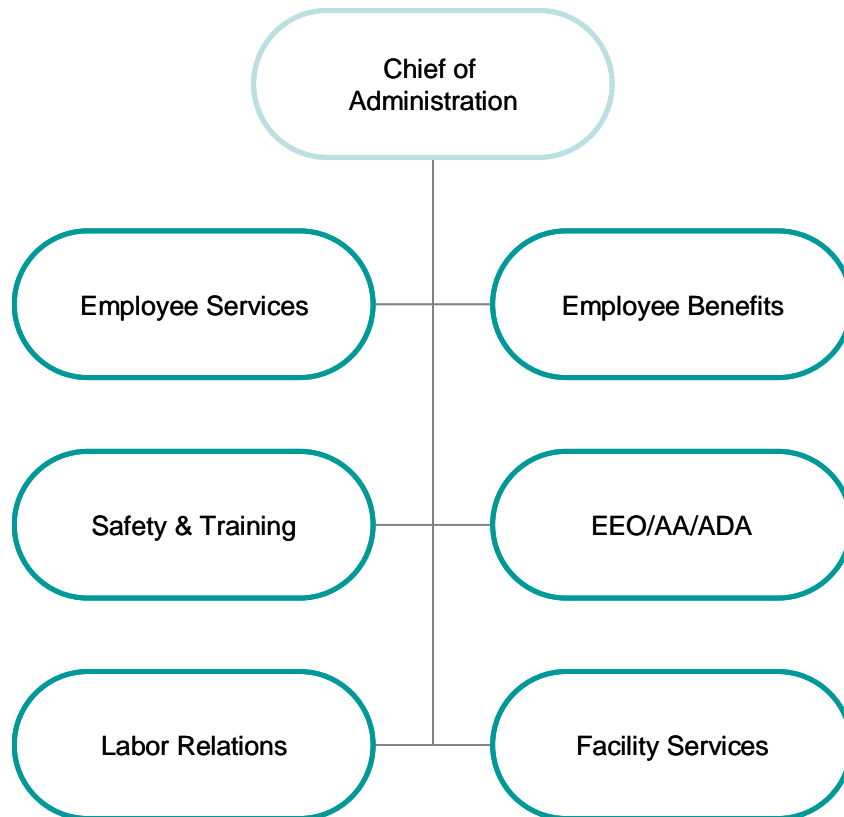 Chief of
Administration
Employee Services
Employee Benefits
Safety & Training
EEO/AA/ADA
Labor Relations
Facility Services